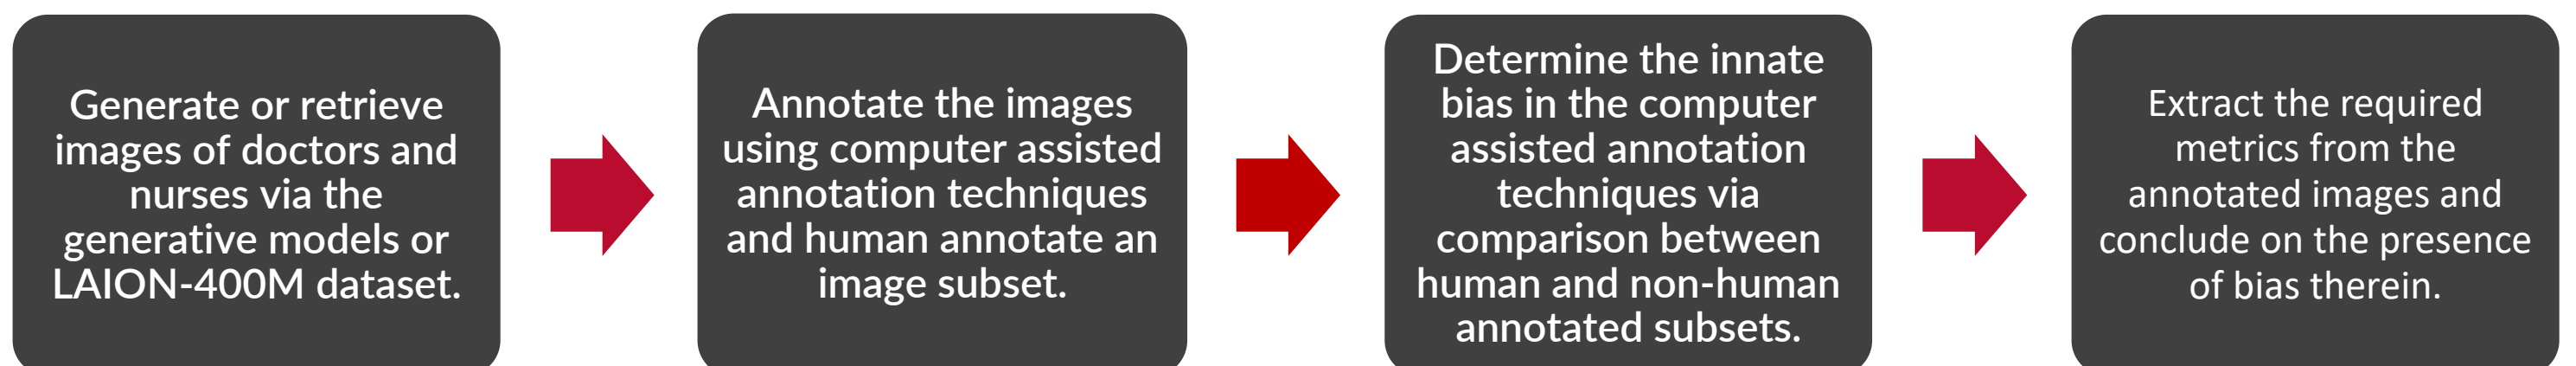 Generate or retrieve
images of doctors and
nurses via the
generative models or
LAION-400M dataset.
Annotate the images
using computer assisted
annotation techniques
and human annotate an
image subset.
Determine the innate
bias in the computer
assisted annotation
techniques via
comparison between
human and non-human
annotated subsets.
Extract the required
metrics from the
annotated images and
conclude on the presence
of bias therein.